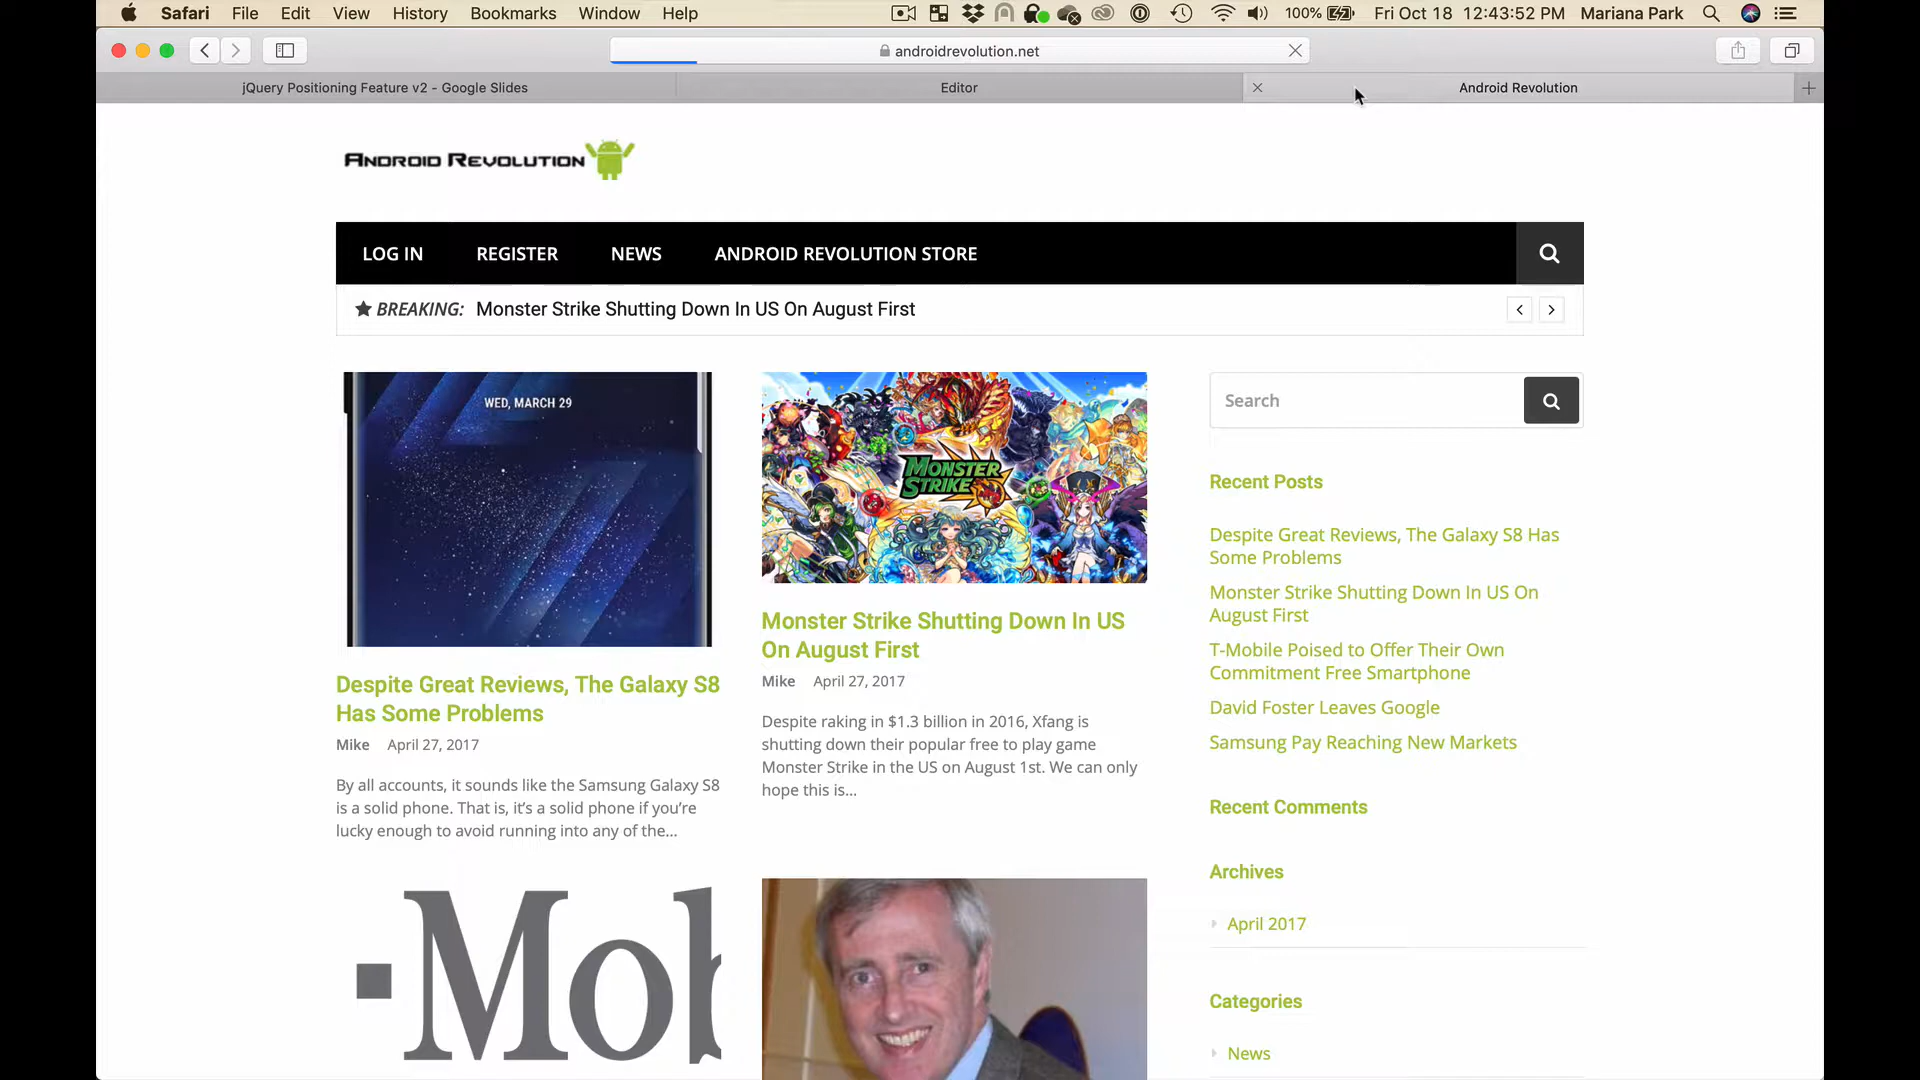 Safari File Edit View History Bookmarks Window Help 100% Fri Oct 18 12:43:52 PM Mariana Park
androidrevolution.net
jQuery Positioning Feature v2 - Google Slides Editor Android Revolution
ANDROID REVOLUTION
LOG IN REGISTER NEWS ANDROID REVOLUTION STORE
BREAKING: Monster Strike Shutting Down In US On August First
WED, MARCH 29
Despite Great Reviews, The Galaxy S8
Has Some Problems
Mike April 27, 2017
By all accounts, it sounds like the Samsung Galaxy S8
is a solid phone. That is, it’s a solid phone if you’re
lucky enough to avoid running into any of the...
MONSTER
STRIKE
Monster Strike Shutting Down In US
On August First
Mike April 27, 2017
Despite raking in $1.3 billion in 2016, Xfang is
shutting down their popular free to play game
Monster Strike in the US on August 1st. We can only
hope this is...
Mob
Search
Recent Posts
Despite Great Reviews, The Galaxy S8 Has
Some Problems
Monster Strike Shutting Down In US On
August First
T-Mobile Poised to Offer Their Own
Commitment Free Smartphone
David Foster Leaves Google
Samsung Pay Reaching New Markets
Recent Comments
Archives
April 2017
Categories
News